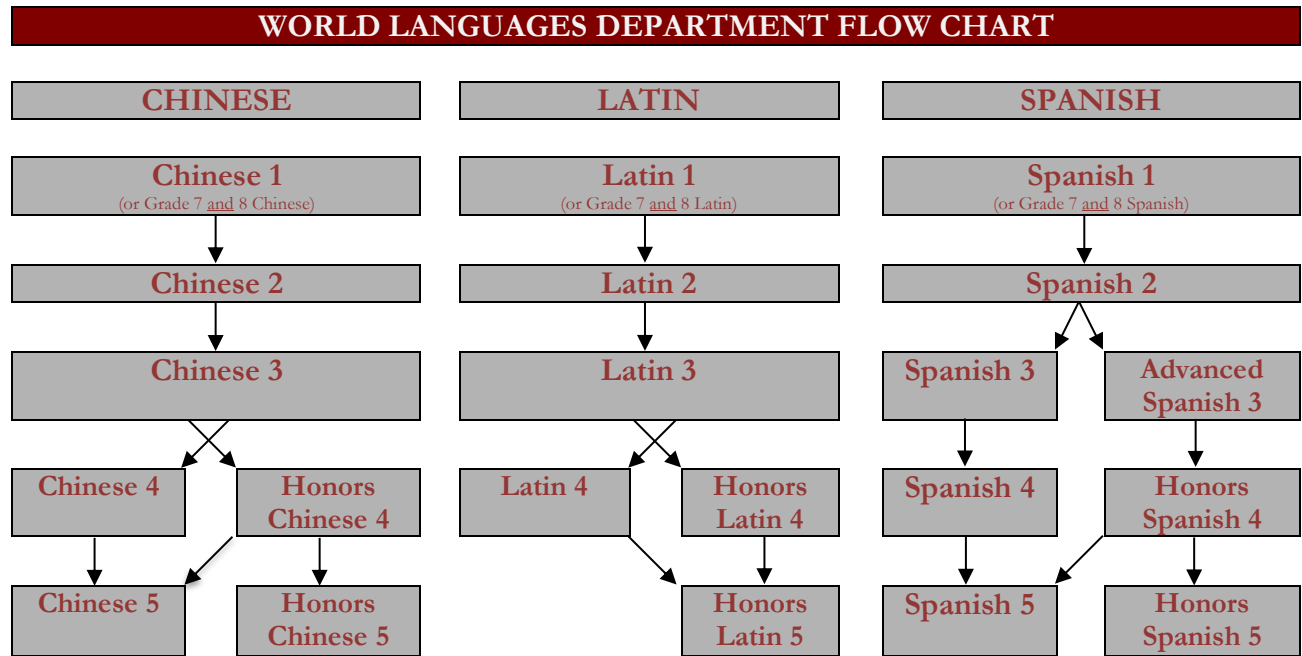 WORLD LANGUAGES DEPARTMENT FLOW CHART
CHINESE
LATIN
SPANISH
Chinese 1
(or Grade 7 and 8 Chinese)
Latin 1
(or Grade 7 and 8 Latin)
Spanish 1
(or Grade 7 and 8 Spanish)
Chinese 2
Latin 2
Spanish 2
Chinese 3
Latin 3
Spanish 3
Advanced
Spanish 3
Chinese 4
Honors
Chinese 4
Latin 4
Honors
Latin 4
Spanish 4
Honors
Spanish 4
Chinese 5
Honors
Chinese 5
Honors
Latin 5
Spanish 5
Honors
Spanish 5